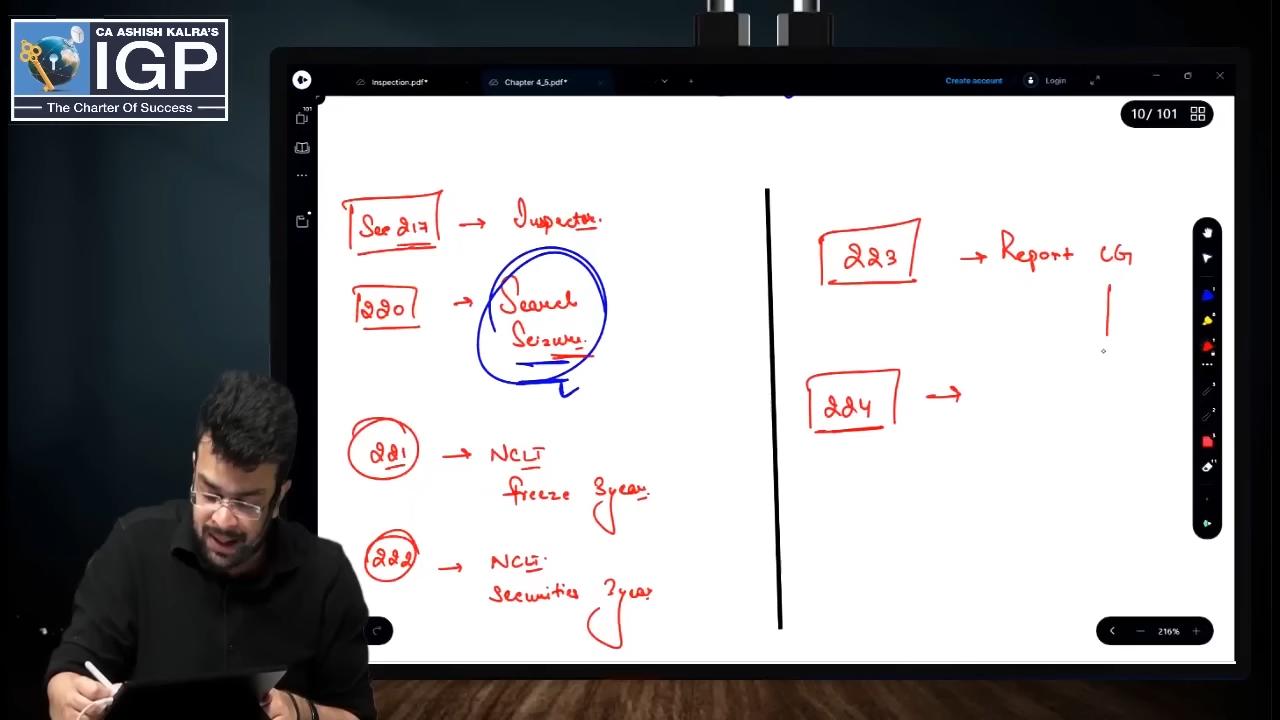 CA ASHISH KALRA'S
IGP
The Charter Of Success
Inspection.pdf*
Chapter 4_5.pdf*
Create account
Login
10/ 101
101
Sec 217 → Inspector.
220 → Search
Seizure.
221 → NCLT
freeze 3year.
222 → NCLT.
Securities 3year
223 → Report CG
224 →
216%